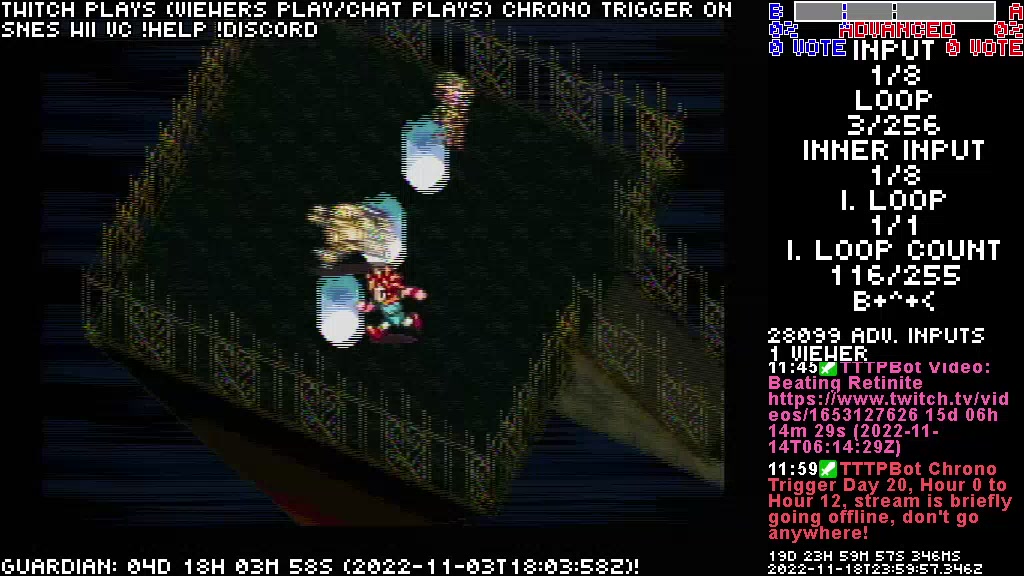 TWITCH PLAYS (VIEWERS PLAY/CHAT PLAYS) CHRONO TRIGGER ON
SNES WII VC !HELP !DISCORD
B A
0% ADVANCED 0%
0 VOTE INPUT 0 VOTE
1/8
LOOP
3/256
INNER INPUT
1/8
I. LOOP
1/1
I. LOOP COUNT
116/255
B+^+<
28099 ADV. INPUTS
1 VIEWER
11:45 TTTPBot Video:
Beating Retinite
https://www.twitch.tv/vid
eos/1653127626 15d 06h
14m 29s (2022-11-
14T06:14:29Z)
11:59 TTTPBot Chrono
Trigger Day 20, Hour 0 to
Hour 12, stream is briefly
going offline, don't go
anywhere!
19D 23H 59M 57S 346MS
2022-11-18T23:59:57.346Z
GUARDIAN: 04D 18H 03M 58S (2022-11-03T18:03:58Z)!